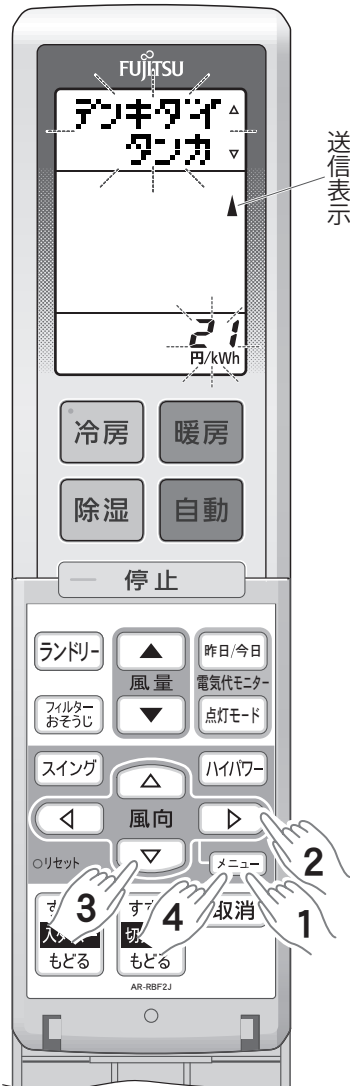 FUJITSU
デンキダイ
タンカ
送信表示
21
円/kWh
冷房
暖房
除湿
自動
停止
ランドリー
風量
昨日/今日
電気代モニター
フィルター
おそうじ
点灯モード
スイング
ハイパワー
風向
リセット
メニュー
2
3
4
1
取消
もどる
もどる
AR-RBF2J